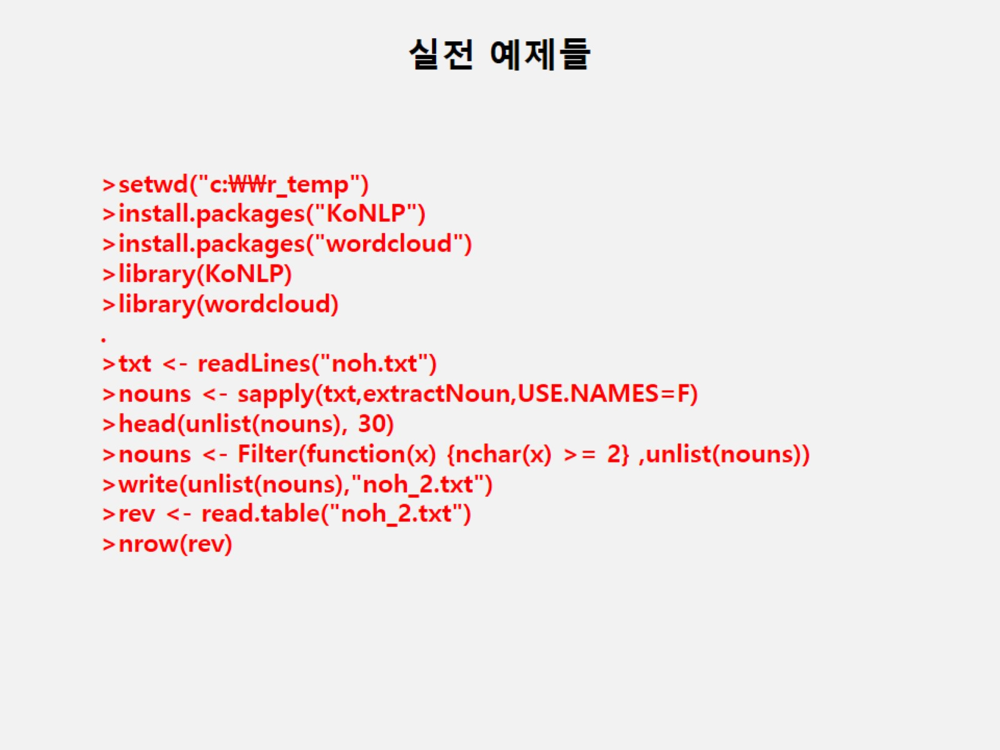 실전 예제들
>setwd("c:₩₩r_temp")
>install.packages("KoNLP")
>install.packages("wordcloud")
>library(KoNLP)
>library(wordcloud)
.
>txt <- readLines("noh.txt")
>nouns <- sapply(txt,extractNoun,USE.NAMES=F)
>head(unlist(nouns), 30)
>nouns <- Filter(function(x) {nchar(x) >= 2} ,unlist(nouns))
>write(unlist(nouns),"noh_2.txt")
>rev <- read.table("noh_2.txt")
>nrow(rev)